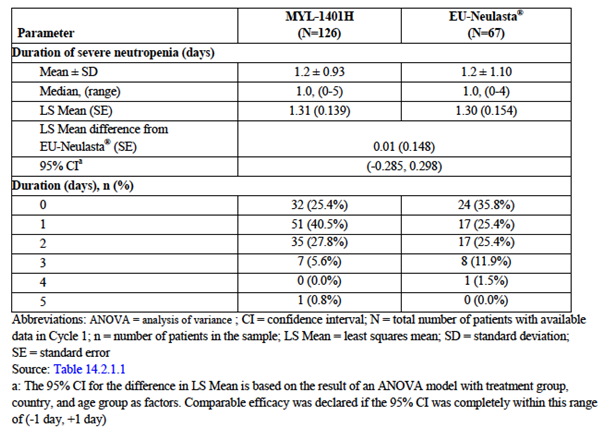 Parameter MYL-1401H (N=126) EU-Neulasta® (N=67)
Duration of severe neutropenia (days)
Mean ± SD 1.2 ± 0.93 1.2 ± 1.10
Median, (range) 1.0, (0-5) 1.0, (0-4)
LS Mean (SE) 1.31 (0.139) 1.30 (0.154)
LS Mean difference from
EU-Neulasta® (SE) 0.01 (0.148)
95% CIa (-0.285, 0.298)
Duration (days), n (%)
0 32 (25.4%) 24 (35.8%)
1 51 (40.5%) 17 (25.4%)
2 35 (27.8%) 17 (25.4%)
3 7 (5.6%) 8 (11.9%)
4 0 (0.0%) 1 (1.5%)
5 1 (0.8%) 0 (0.0%)
Abbreviations: ANOVA = analysis of variance ; CI = confidence interval; N = total number of patients with available
data in Cycle 1; n = number of patients in the sample; LS Mean = least squares mean; SD = standard deviation;
SE = standard error
Source: Table 14.2.1.1
a: The 95% CI for the difference in LS Mean is based on the result of an ANOVA model with treatment group,
country, and age group as factors. Comparable efficacy was declared if the 95% CI was completely within this range
of (-1 day, +1 day)